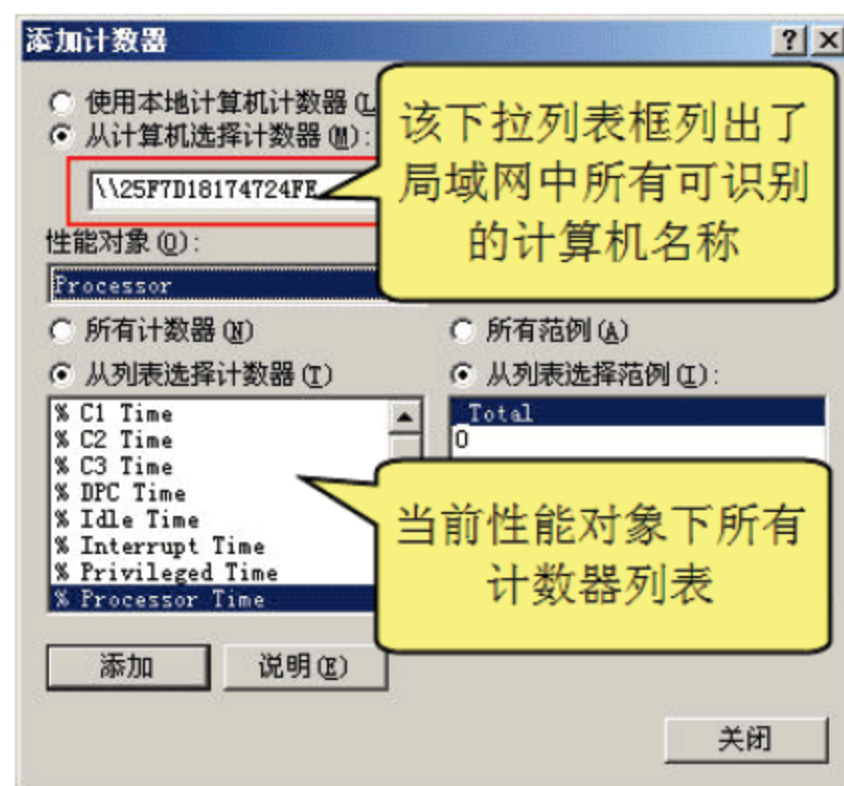 添加计数器
使用本地计算机计数器(L
从计算机选择计数器(M):
\\25F7D18174724FE
该下拉列表框列出了
局域网中所有可识别
的计算机名称
性能对象(O):
Processor
所有计数器(N)
所有范例(A)
从列表选择计数器(T)
从列表选择范例(I):
% C1 Time
% C2 Time
% C3 Time
% DPC Time
% Idle Time
% Interrupt Time
% Privileged Time
% Processor Time
_Total
0
当前性能对象下所有
计数器列表
添加
说明(E)
关闭